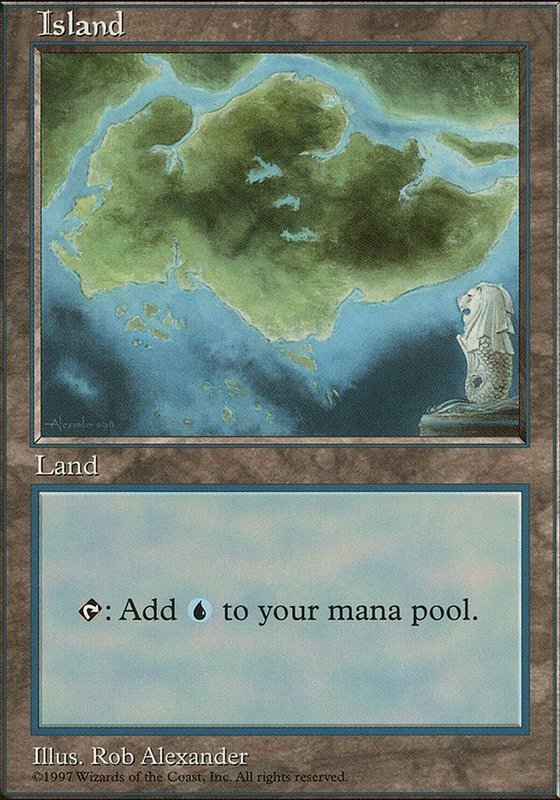 Island
Alexander
Land
: Add to your mana pool.
Illus. Rob Alexander
©1997 Wizards of the Coast, Inc. All rights reserved.